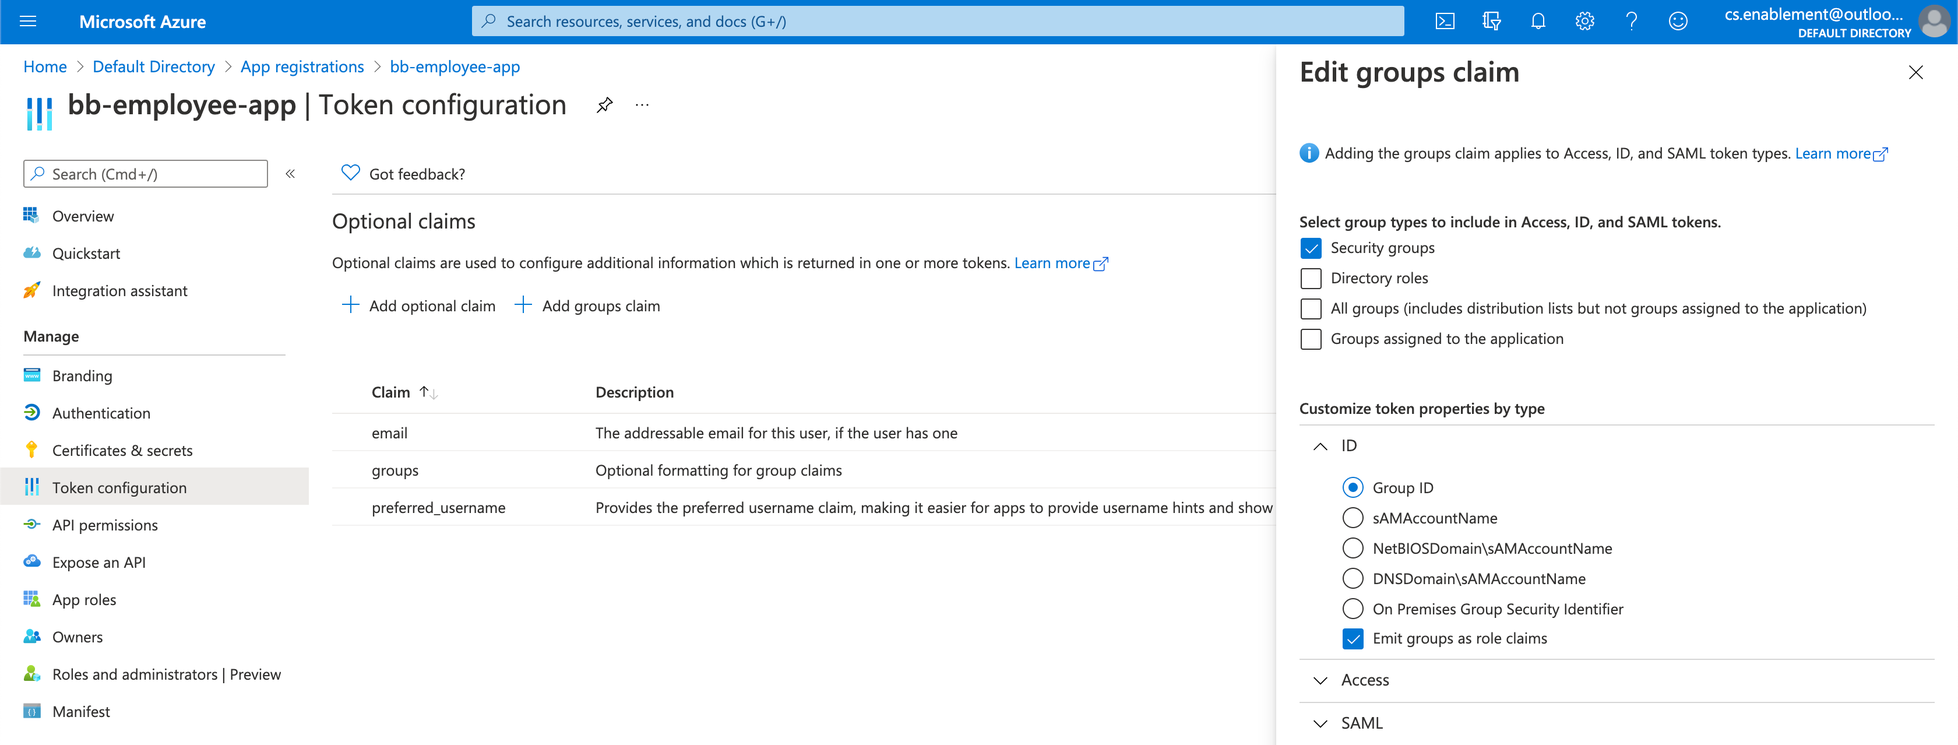 Microsoft Azure
Search resources, services, and docs (G+/)
cs.enablement@outloo...
DEFAULT DIRECTORY
Home > Default Directory > App registrations > bb-employee-app
bb-employee-app | Token configuration
Search (Cmd+/)
Overview
Quickstart
Integration assistant
Manage
Branding
Authentication
Certificates & secrets
Token configuration
API permissions
Expose an API
App roles
Owners
Roles and administrators | Preview
Manifest
Got feedback?
Optional claims
Optional claims are used to configure additional information which is returned in one or more tokens. Learn more
Add optional claim Add groups claim
Claim Description
email The addressable email for this user, if the user has one
groups Optional formatting for group claims
preferred_username Provides the preferred username claim, making it easier for apps to provide username hints and show
Edit groups claim
Adding the groups claim applies to Access, ID, and SAML token types. Learn more
Select group types to include in Access, ID, and SAML tokens.
Security groups
Directory roles
All groups (includes distribution lists but not groups assigned to the application)
Groups assigned to the application
Customize token properties by type
ID
Group ID
sAMAccountName
NetBIOSDomain\sAMAccountName
DNSDomain\sAMAccountName
On Premises Group Security Identifier
Emit groups as role claims
Access
SAML